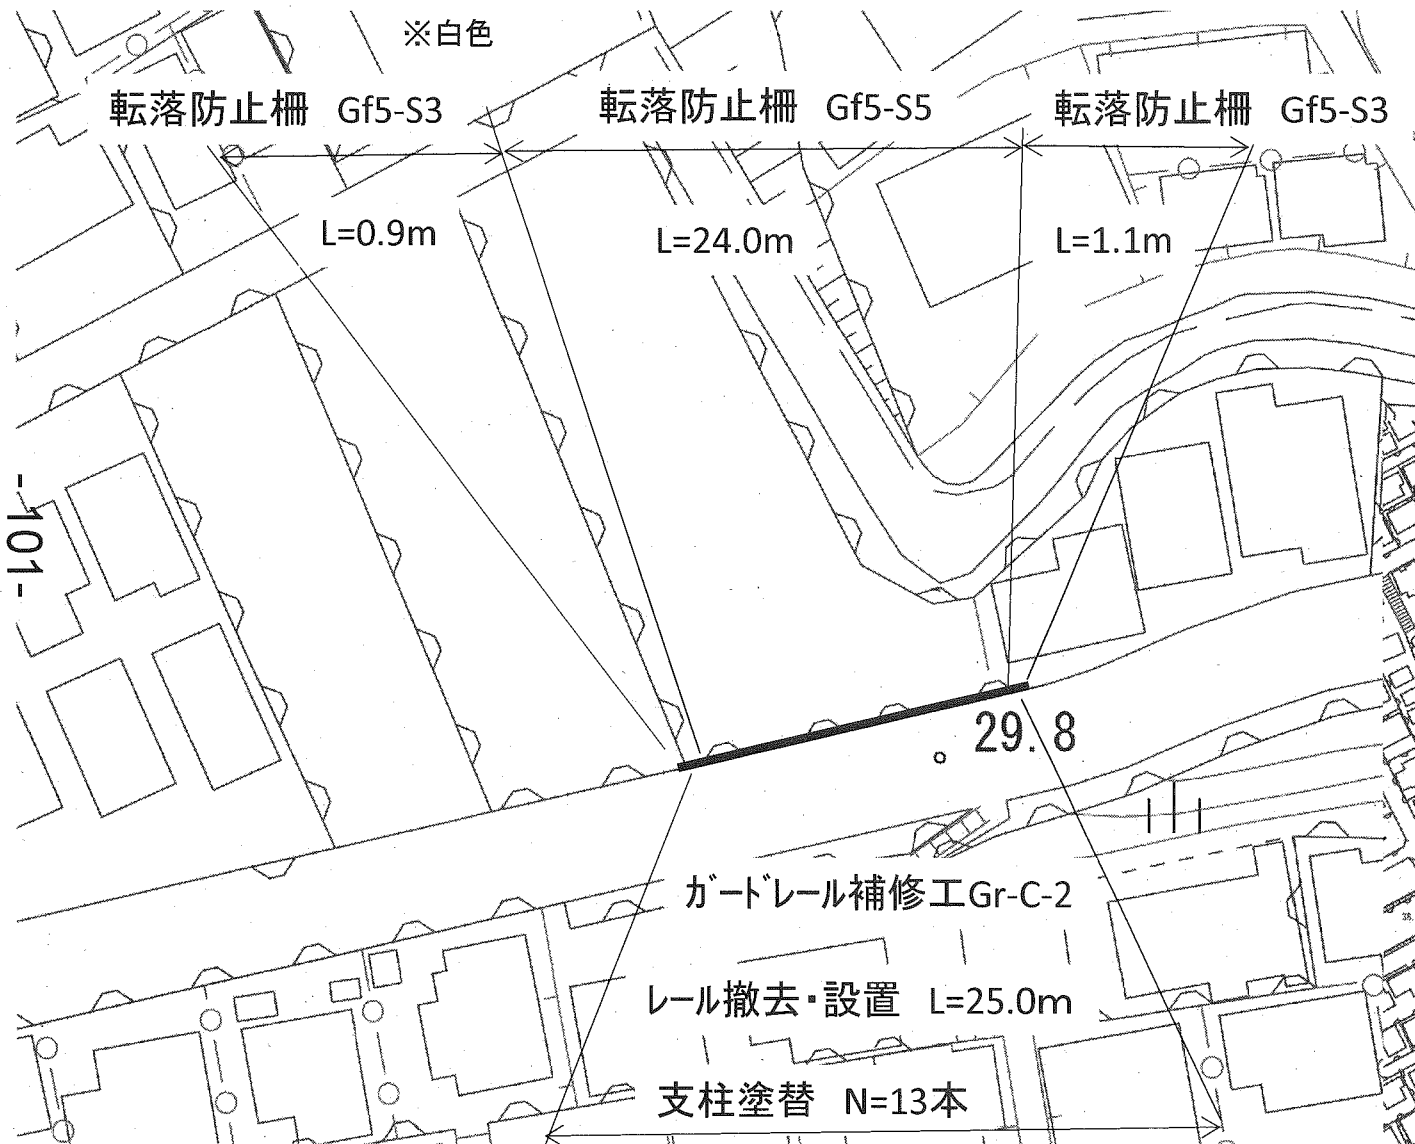 ※白色
転落防止柵 Gf5-S3
転落防止柵 Gf5-S5
転落防止柵 Gf5-S3
L=0.9m
L=24.0m
L=1.1m
-101-
29.8
ガードレール補修工Gr-C-2
レール撤去・設置 L=25.0m
支柱塗替 N=13本